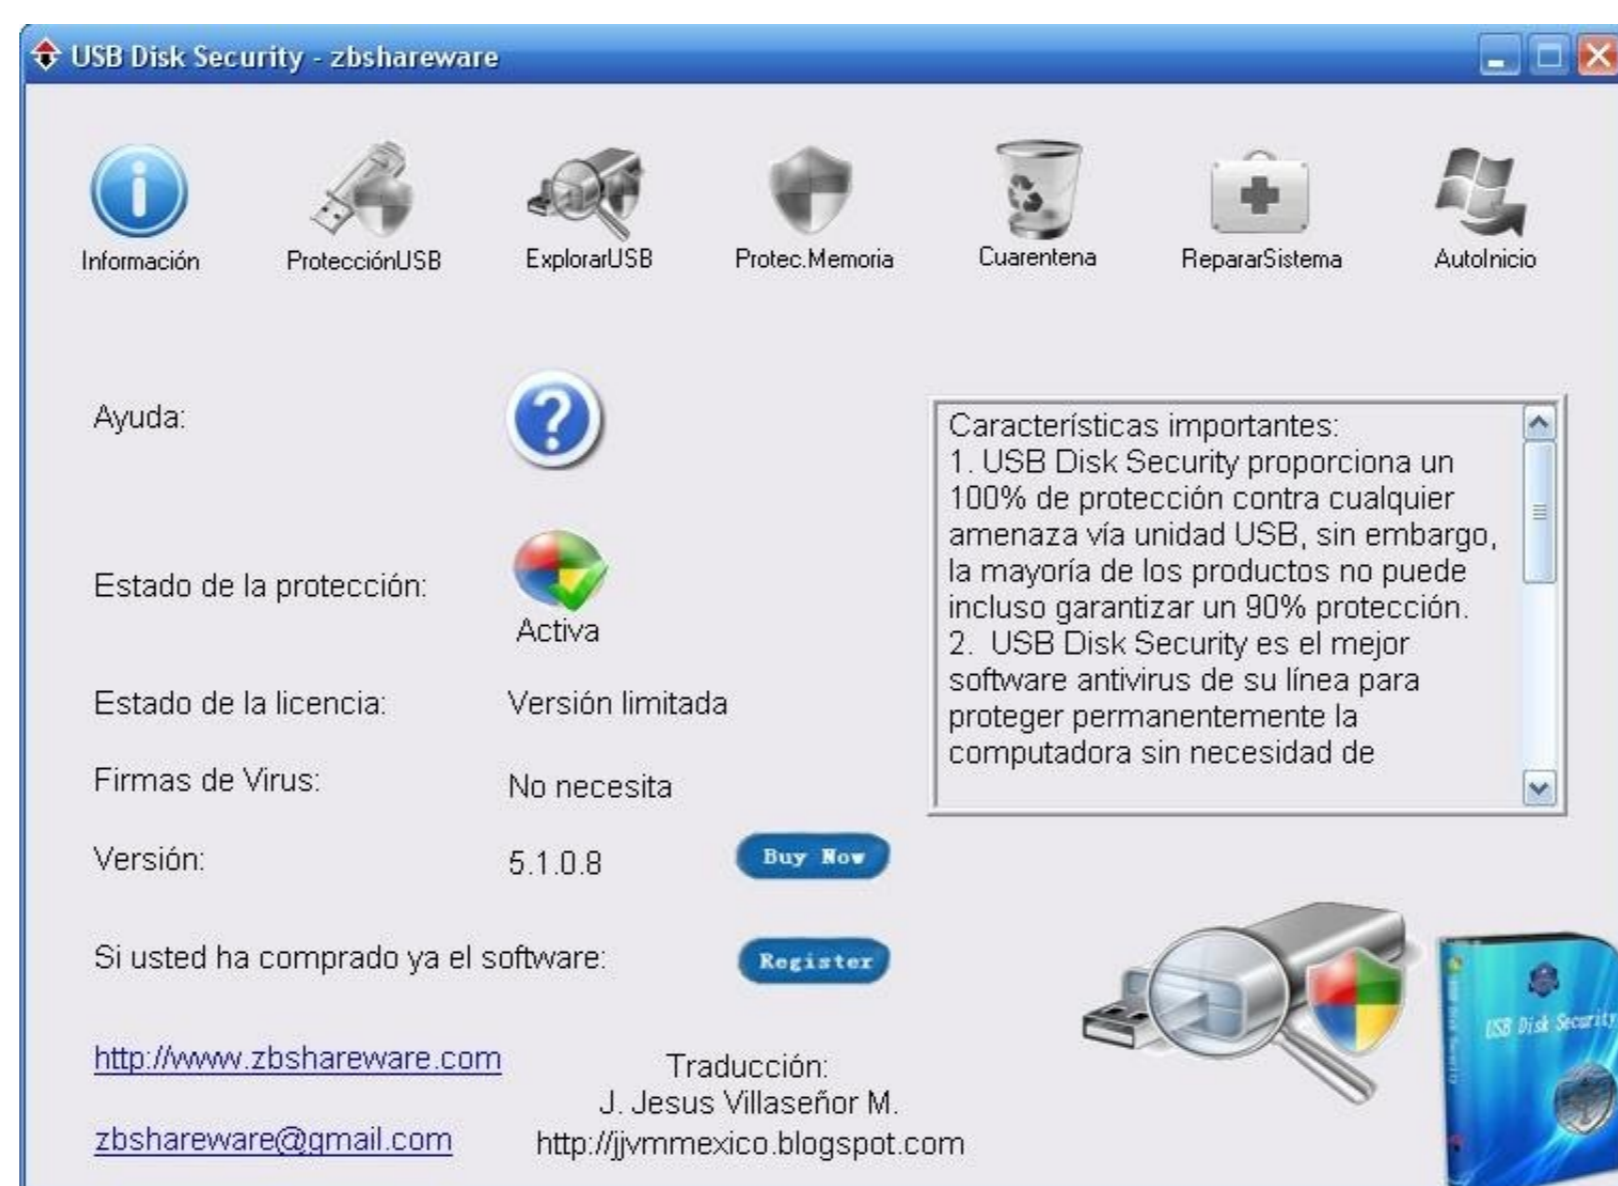 USB Disk Security - zbshareware
Información
ProtecciónUSB
ExplorarUSB
Protec.Memoria
Cuarentena
RepararSistema
AutoInicio
Ayuda:
Estado de la protección:
Activa
Estado de la licencia:
Versión limitada
Firmas de Virus:
No necesita
Versión:
5.1.0.8
Buy Now
Si usted ha comprado ya el software:
Register
http://www.zbshareware.com
zbshareware@gmail.com
Traducción:
J. Jesus Villaseñor M.
http://jjvmmexico.blogspot.com
Características importantes:
1. USB Disk Security proporciona un
100% de protección contra cualquier
amenaza vía unidad USB, sin embargo,
la mayoría de los productos no puede
incluso garantizar un 90% protección.
2.  USB Disk Security es el mejor
software antivirus de su línea para
proteger permanentemente la
computadora sin necesidad de
USB Disk Security
USB Disk Security